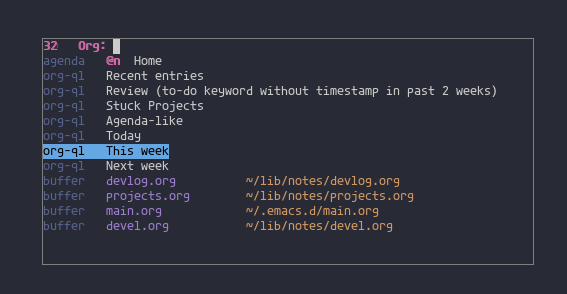 32 Org:
agenda @n Home
org-ql Recent entries
org-ql Review (to-do keyword without timestamp in past 2 weeks)
org-ql Stuck Projects
org-ql Agenda-like
org-ql Today
org-ql This week
org-ql Next week
buffer devlog.org ~/lib/notes/devlog.org
buffer projects.org ~/lib/notes/projects.org
buffer main.org ~/.emacs.d/main.org
buffer devel.org ~/lib/notes/devel.org